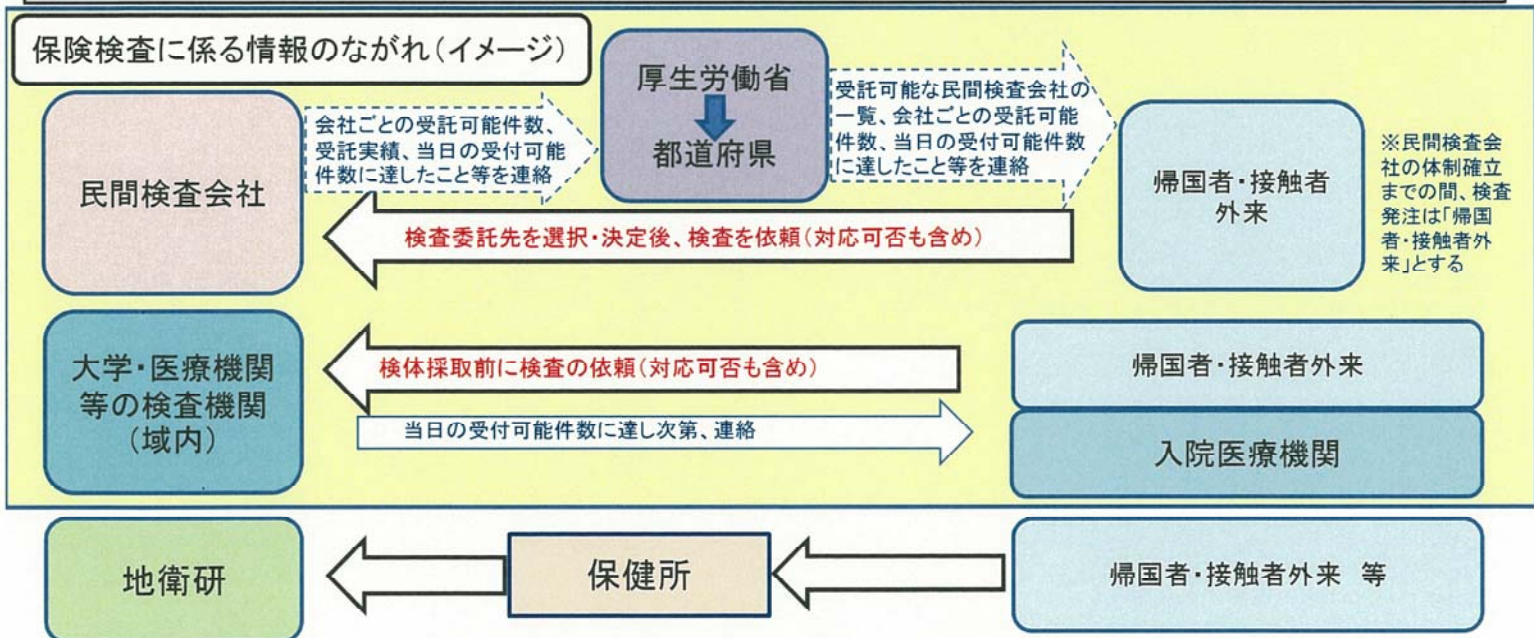 保険検査に係る情報のながれ(イメージ)
民間検査会社
会社ごとの受託可能件数、
受託実績、当日の受付可能
件数に達したこと等を連絡
厚生労働省
都道府県
受託可能な民間検査会社の
一覧、会社ごとの受託可能
件数、当日の受付可能件数
に達したこと等を連絡
帰国者・接触者
外来
※民間検査会
社の体制確立
までの間、検査
発注は「帰国
者・接触者外
来」とする
検査委託先を選択・決定後、検査を依頼(対応可否も含め)
大学・医療機関
等の検査機関
(域内)
検体採取前に検査の依頼(対応可否も含め)
当日の受付可能件数に達し次第、連絡
帰国者・接触者外来
入院医療機関
地衛研
保健所
帰国者・接触者外来 等